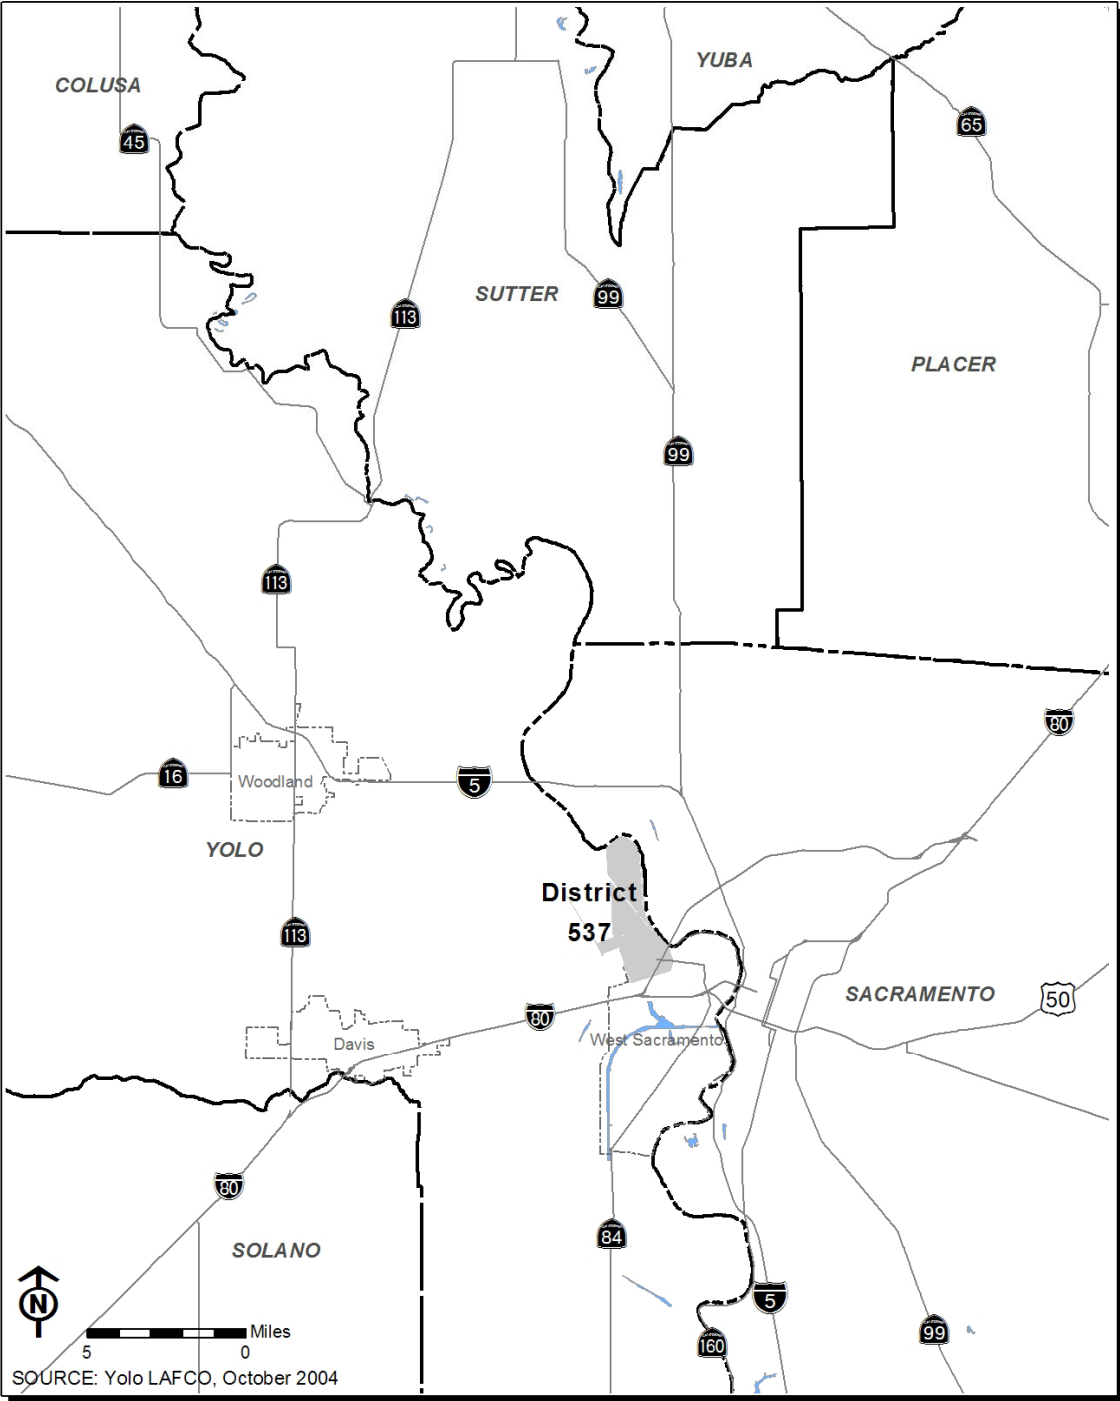 YUBA
COLUSA
65
45
SUTTER
99
113
PLACER
99
113
80
16
Woodland
5
YOLO
District
537
113
SACRAMENTO
50
80
West Sacramento
Davis
80
84
SOLANO
N
5
Miles
99
160
5 0
SOURCE: Yolo LAFCO, October 2004